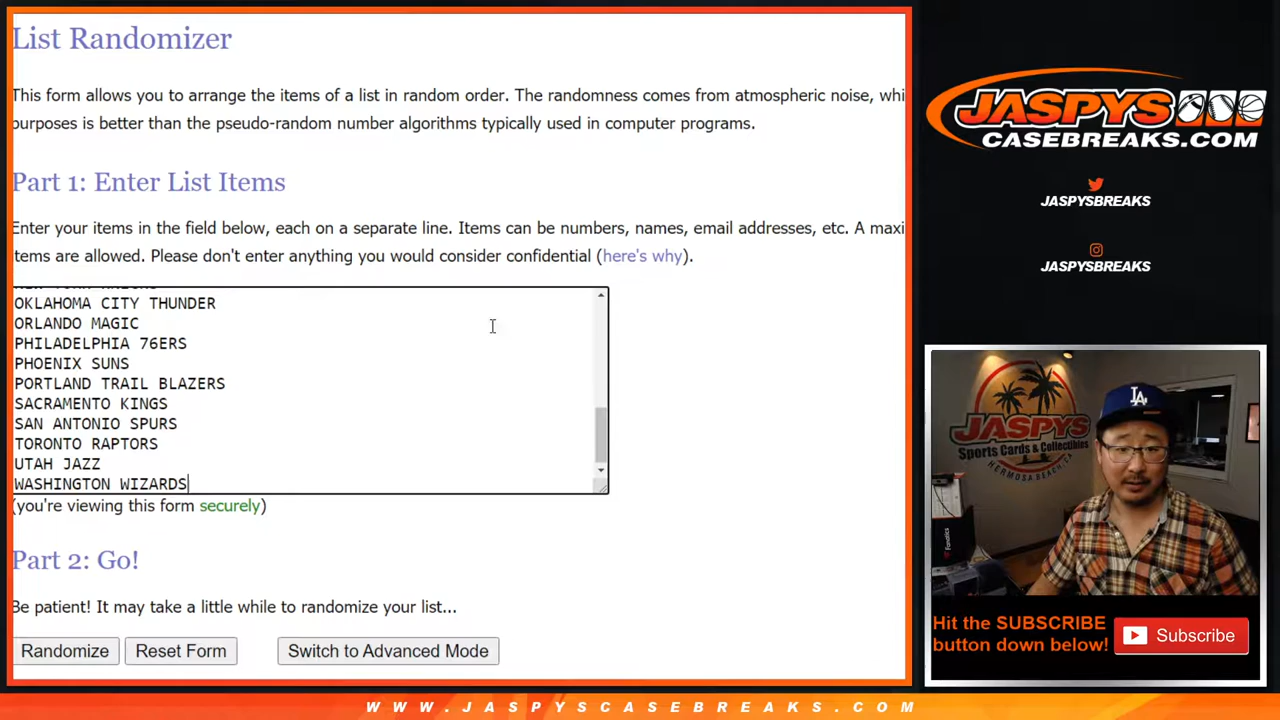 List Randomizer
This form allows you to arrange the items of a list in random order. The randomness comes from atmospheric noise, whi
purposes is better than the pseudo-random number algorithms typically used in computer programs.
Part 1: Enter List Items
Enter your items in the field below, each on a separate line. Items can be numbers, names, email addresses, etc. A maxi
items are allowed. Please don't enter anything you would consider confidential (here's why).
OKLAHOMA CITY THUNDER
ORLANDO MAGIC
PHILADELPHIA 76ERS
PHOENIX SUNS
PORTLAND TRAIL BLAZERS
SACRAMENTO KINGS
SAN ANTONIO SPURS
TORONTO RAPTORS
UTAH JAZZ
WASHINGTON WIZARDS
(you're viewing this form securely)
Part 2: Go!
Be patient! It may take a little while to randomize your list...
Randomize
Reset Form
Switch to Advanced Mode
JASPYS
CASEBREAKS.COM
JASPYSBREAKS
JASPYSBREAKS
JASPYS
Sports Cards & Collectibles
HERMOSA BEACH, CA
LA
Fanatics
Hit the SUBSCRIBE
button down below!
Subscribe
WWW.JASPYSCASEBREAKS.COM